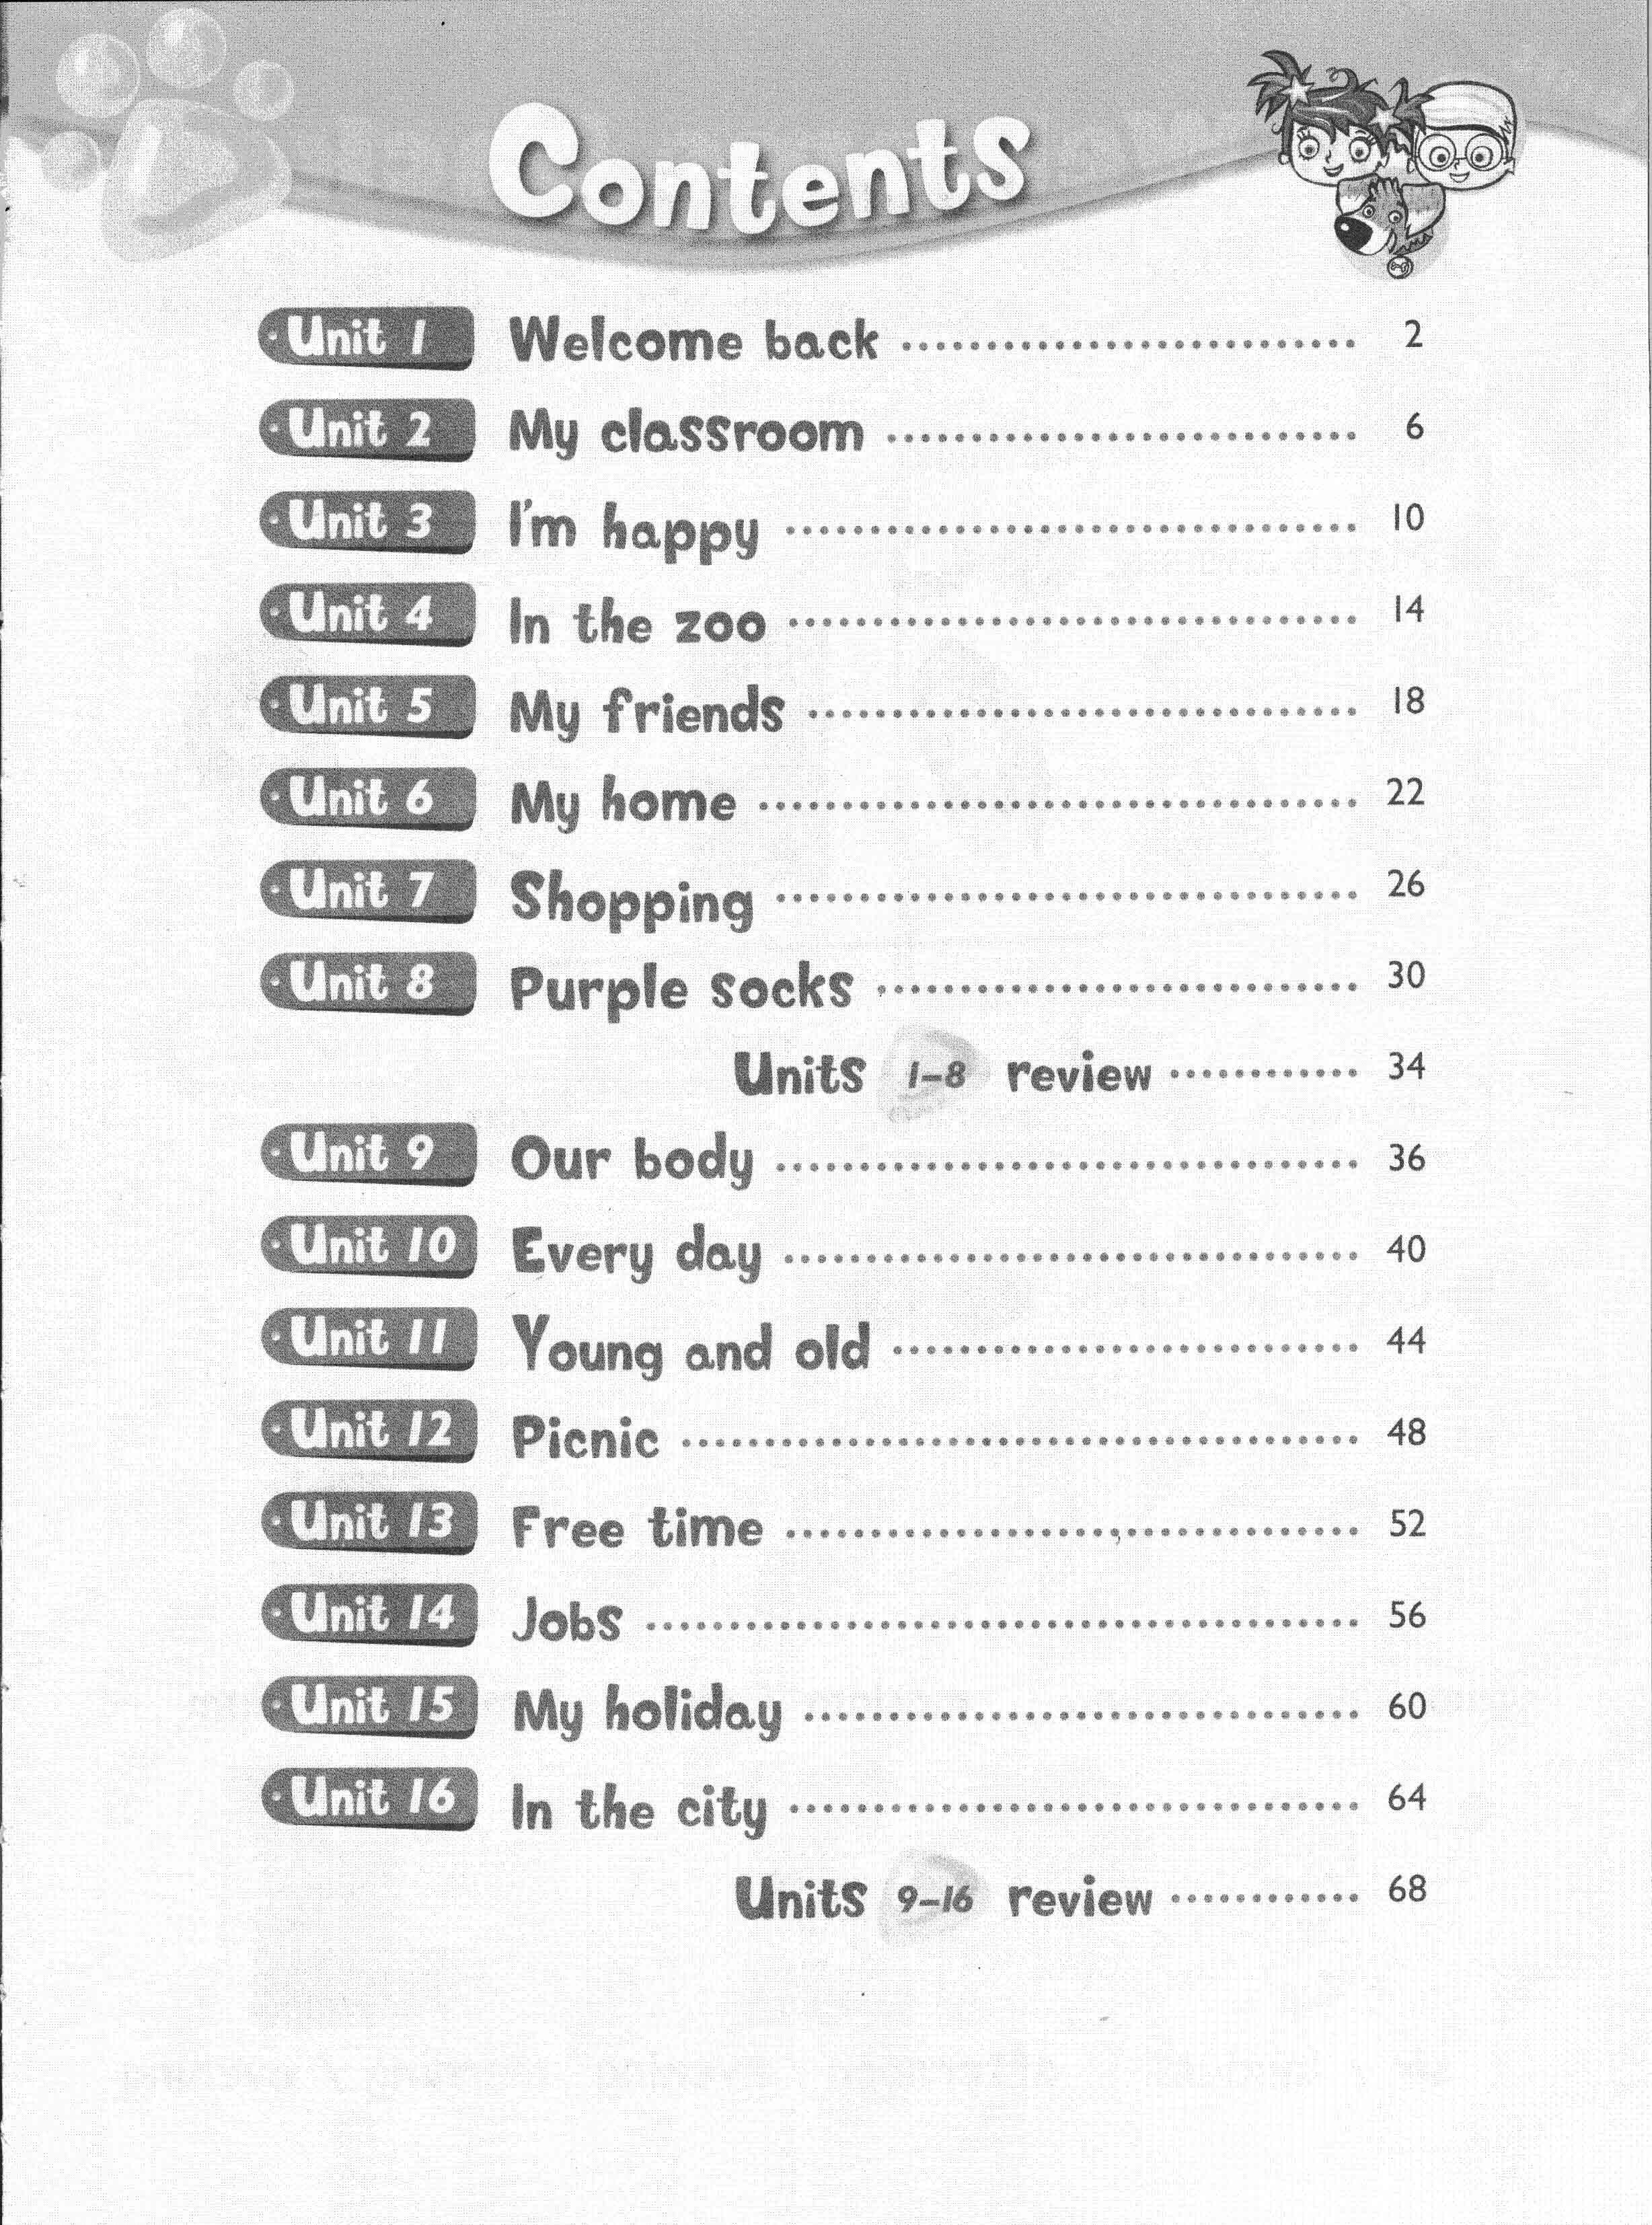 Contents
Unit 1 Welcome back 2
Unit 2 My classroom 6
Unit 3 I'm happy 10
Unit 4 In the zoo 14
Unit 5 My friends 18
Unit 6 My home 22
Unit 7 Shopping 26
Unit 8 Purple socks 30
Units 1–8 review 34
Unit 9 Our body 36
Unit 10 Every day 40
Unit 11 Young and old 44
Unit 12 Picnic 48
Unit 13 Free time 52
Unit 14 Jobs 56
Unit 15 My holiday 60
Unit 16 In the city 64
Units 9–16 review 68